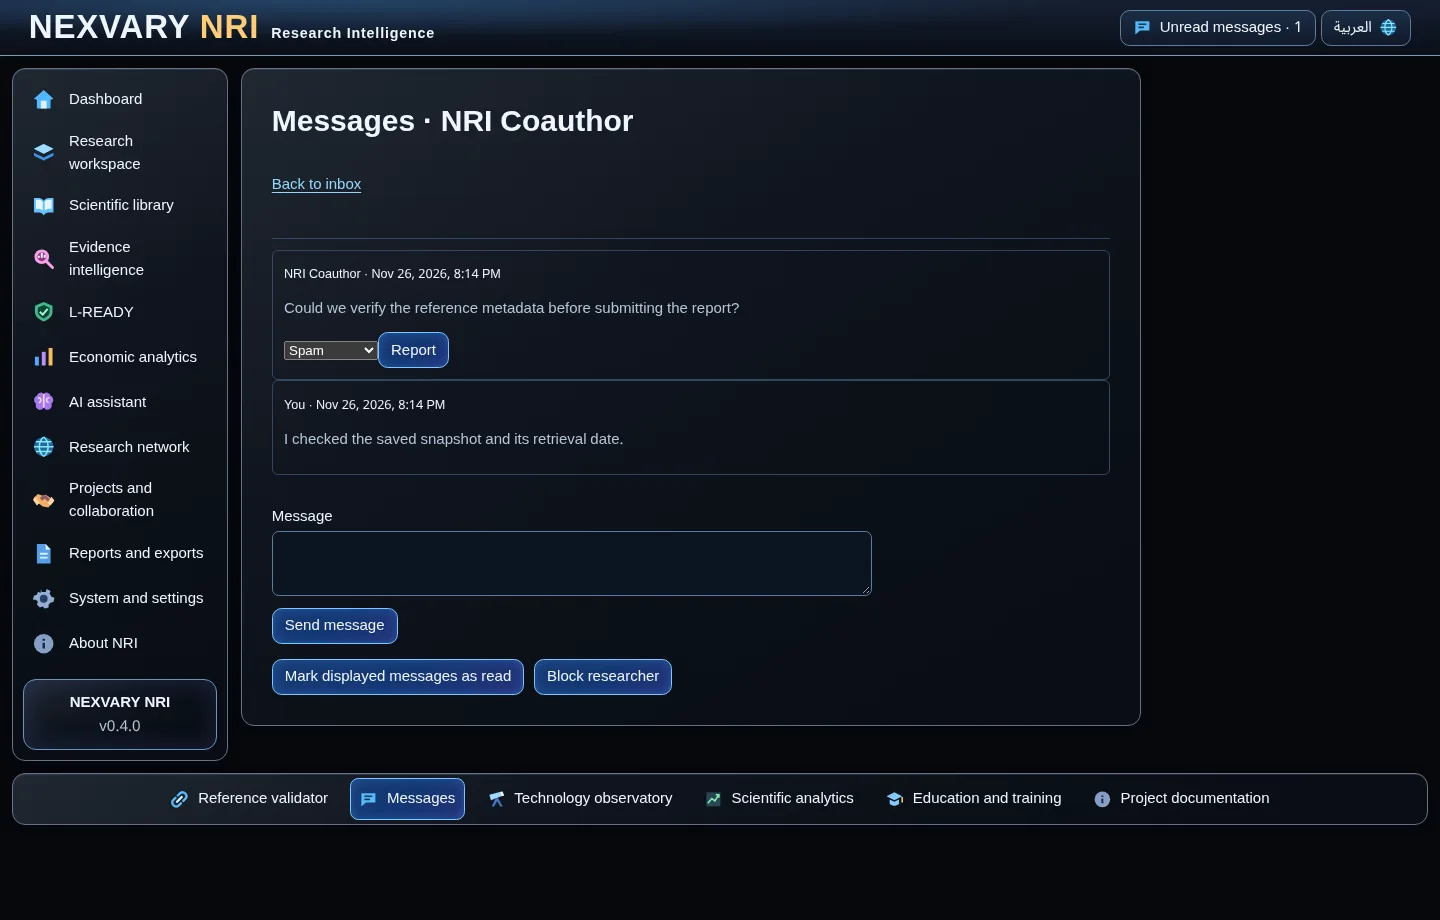 NEXVARY NRI Research Intelligence
Unread messages · 1
العربية
Dashboard
Research
workspace
Scientific library
Evidence
intelligence
L-READY
Economic analytics
AI assistant
Research network
Projects and
collaboration
Reports and exports
System and settings
About NRI
NEXVARY NRI
v0.4.0
Messages · NRI Coauthor
Back to inbox
NRI Coauthor · Nov 26, 2026, 8:14 PM
Could we verify the reference metadata before submitting the report?
Spam
Report
You · Nov 26, 2026, 8:14 PM
I checked the saved snapshot and its retrieval date.
Message
Send message
Mark displayed messages as read
Block researcher
Reference validator
Messages
Technology observatory
Scientific analytics
Education and training
Project documentation